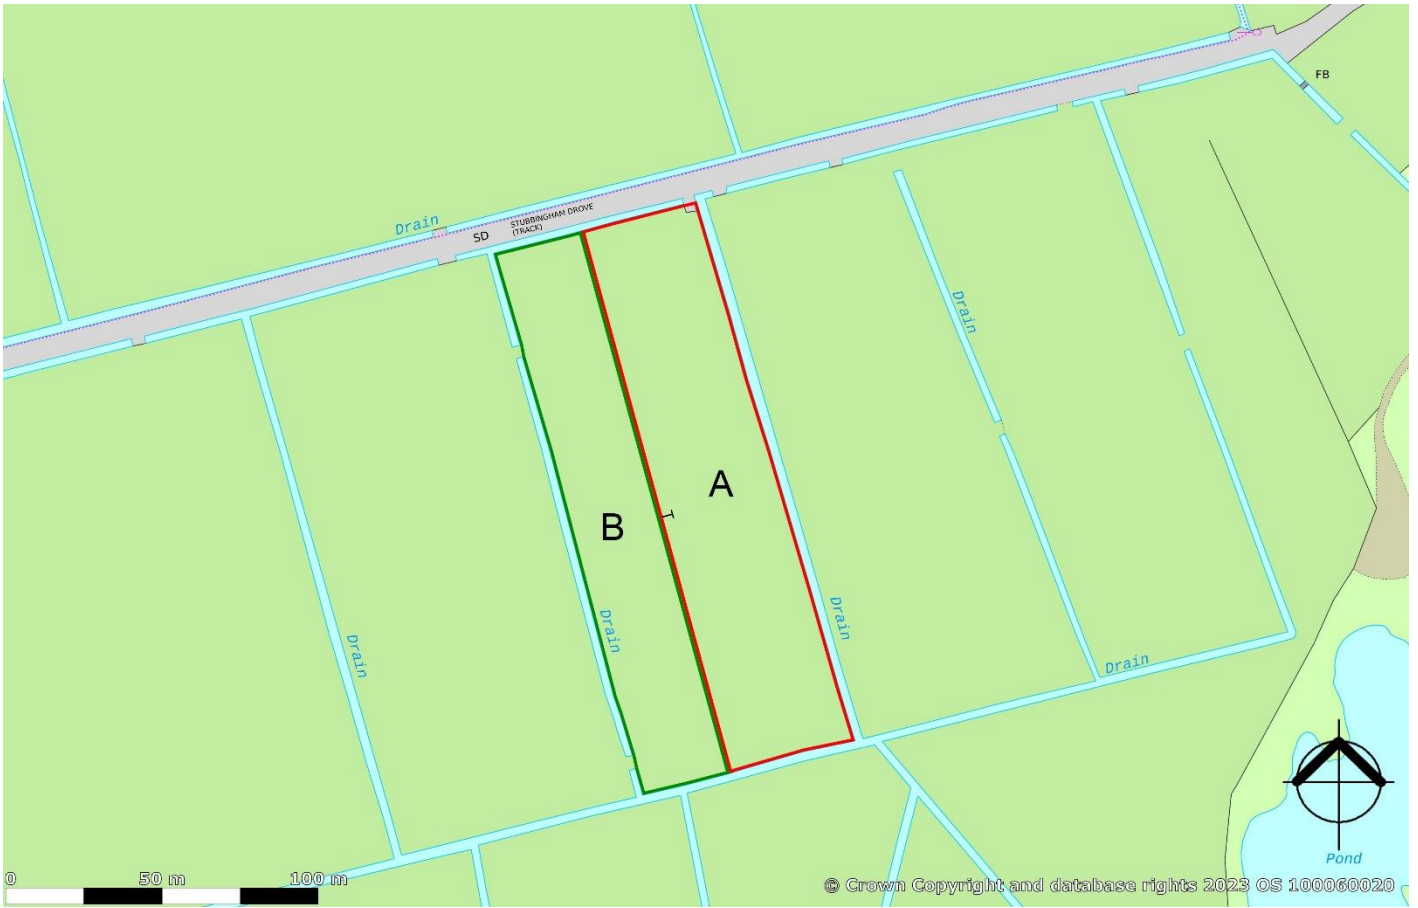 FB
Drain
SD
STUBBINGHAM DROVE
(TRACK)
Drain
A
T
B
Drain
Drain
Drain
Drain
Pond
0 50 m 100 m
© Crown Copyright and database rights 2023 OS 100060020